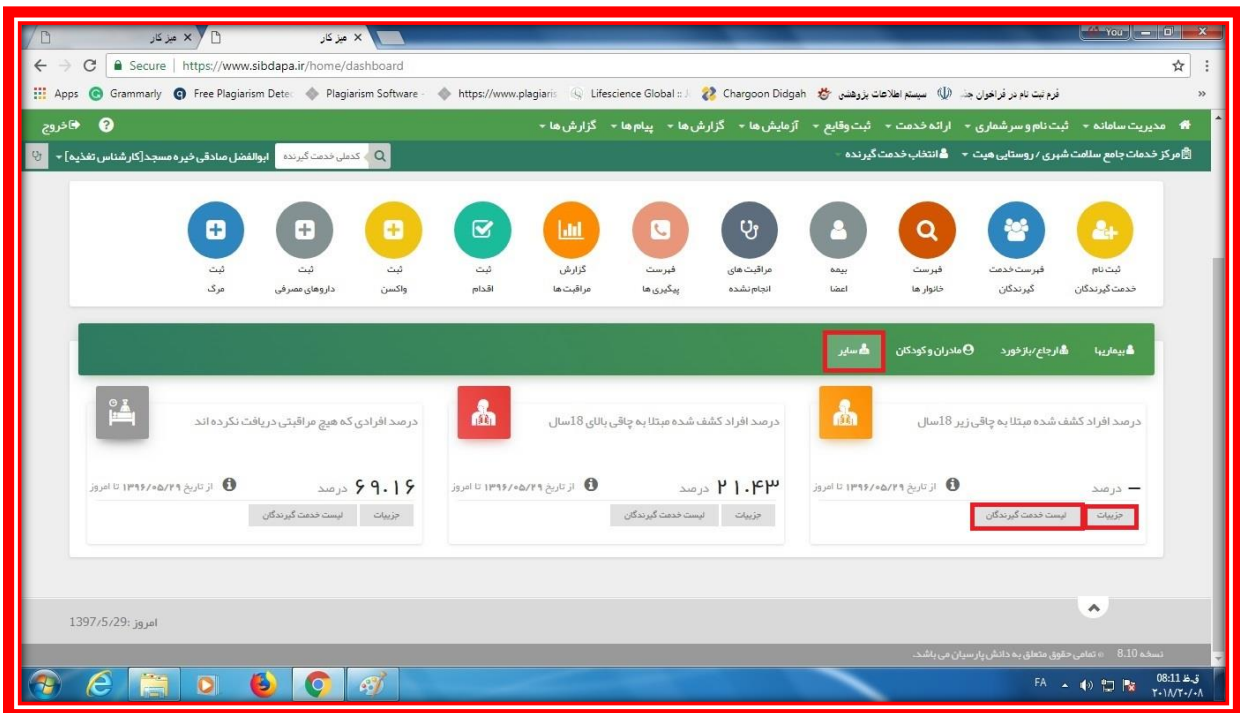 میز کار
میز کار
You
Secure | https://www.sibdapa.ir/home/dashboard
Apps Grammarly Free Plagiarism Detec Plagiarism Software - https://www.plagiaris Lifescience Global :: J Chargoon Didgah سیستم اطلاعات پژوهشی فرم ثبت نام در فراخوان جذ
مدیریت سامانه ثبت نام و سرشماری ارائه خدمت ثبت وقایع آزمایش ها گزارش ها پیام ها گزارش ها خروج
مرکز خدمات جامع سلامت شهری / روستایی هیت انتخاب خدمت گیرنده کدملی خدمت گیرنده ابوالفضل صادقی خیره مسجد[کارشناس تغذیه]
ثبت نام خدمت گیرندگان
فهرست خدمت گیرندگان
فهرست خانوار ها
بیمه اعضا
مراقبت های انجام نشده
فهرست پیگیری ها
گزارش مراقبت ها
ثبت اقدام
ثبت واکسن
ثبت داروهای مصرفی
ثبت مرگ
بیماریها ارجاع/بازخورد مادران و کودکان سایر
درصد افراد کشف شده مبتلا به چاقی زیر 18سال
— درصد از تاریخ ۱۳۹۶/۰۵/۲۹ تا امروز
جزییات لیست خدمت گیرندگان
درصد افراد کشف شده مبتلا به چاقی بالای 18سال
۲۱.۴۳ درصد از تاریخ ۱۳۹۶/۰۵/۲۹ تا امروز
جزییات لیست خدمت گیرندگان
درصد افرادی که هیچ مراقبتی دریافت نکرده اند
۶۹.۱۶ درصد از تاریخ ۱۳۹۶/۰۵/۲۹ تا امروز
جزییات لیست خدمت گیرندگان
امروز :1397/5/29
نسخه 8.10 © تمامی حقوق متعلق به دانش پارسیان می باشد.
FA
08:11 ق.ظ